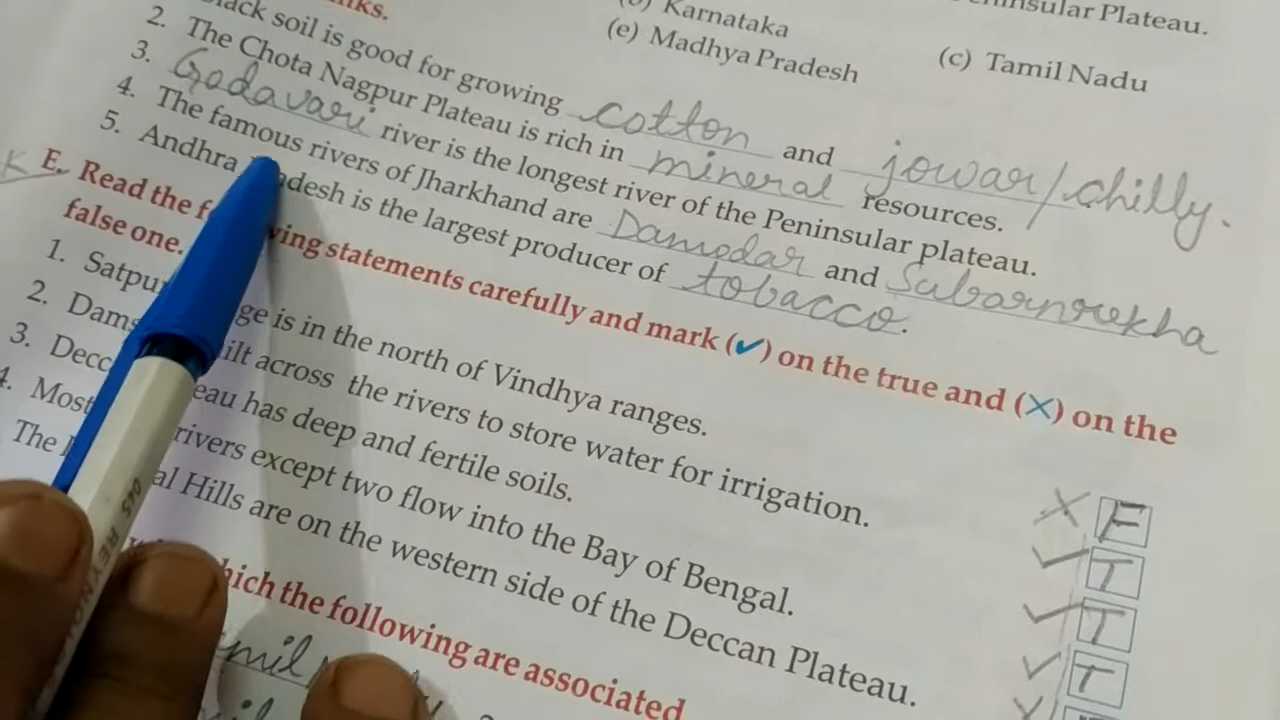 Peninsular Plateau.
(b) Karnataka
(c) Tamil Nadu
(e) Madhya Pradesh
Black soil is good for growing cotton and jowar/chilly.
2. The Chota Nagpur Plateau is rich in mineral resources.
3. Godavari river is the longest river of the Peninsular plateau.
4. The famous rivers of Jharkhand are Damodar and Subarnrekha
5. Andhra adesh is the largest producer of tobacco.
E. Read the f wing statements carefully and mark (✓) on the true and (✗) on the
false one.
1. Satpu ge is in the north of Vindhya ranges. ✗ F
2. Dams ilt across the rivers to store water for irrigation. ✓ T
3. Decc eau has deep and fertile soils. ✓ T
4. Most rivers except two flow into the Bay of Bengal. ✓ T
The al Hills are on the western side of the Deccan Plateau.
which the following are associated